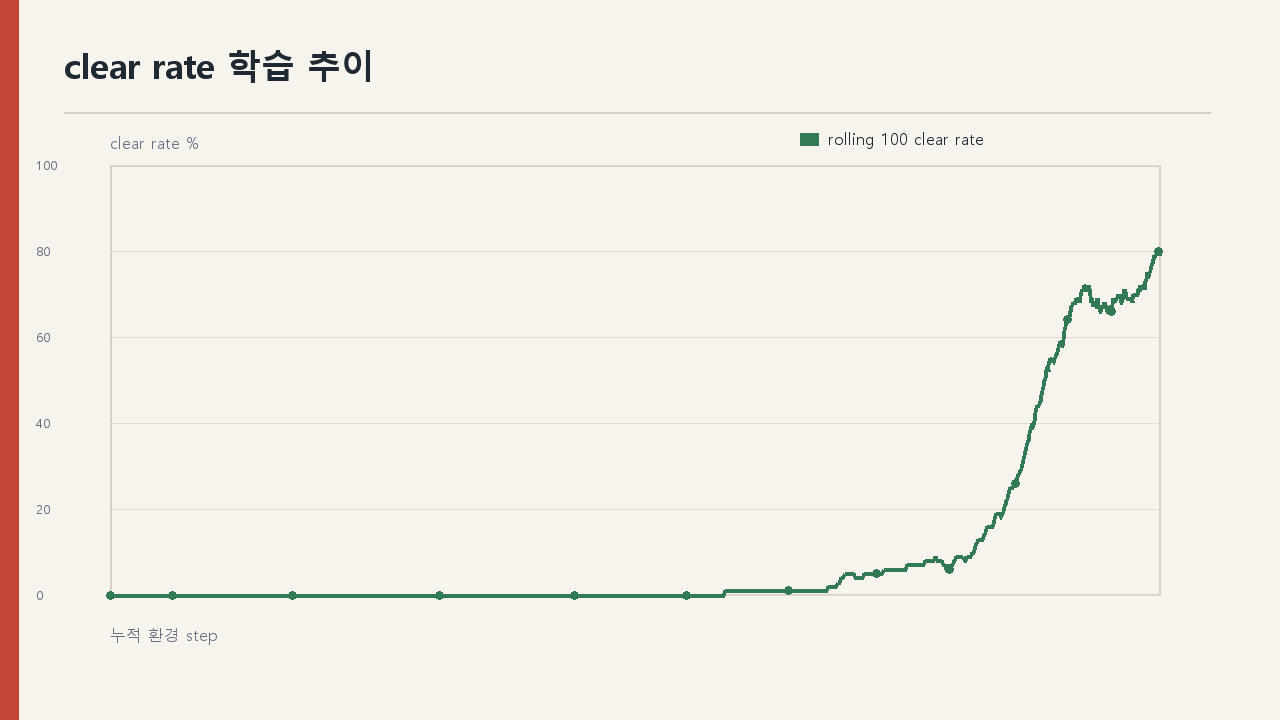 clear rate 학습 추이
clear rate %
rolling 100 clear rate
100
80
60
40
20
0
누적 환경 step